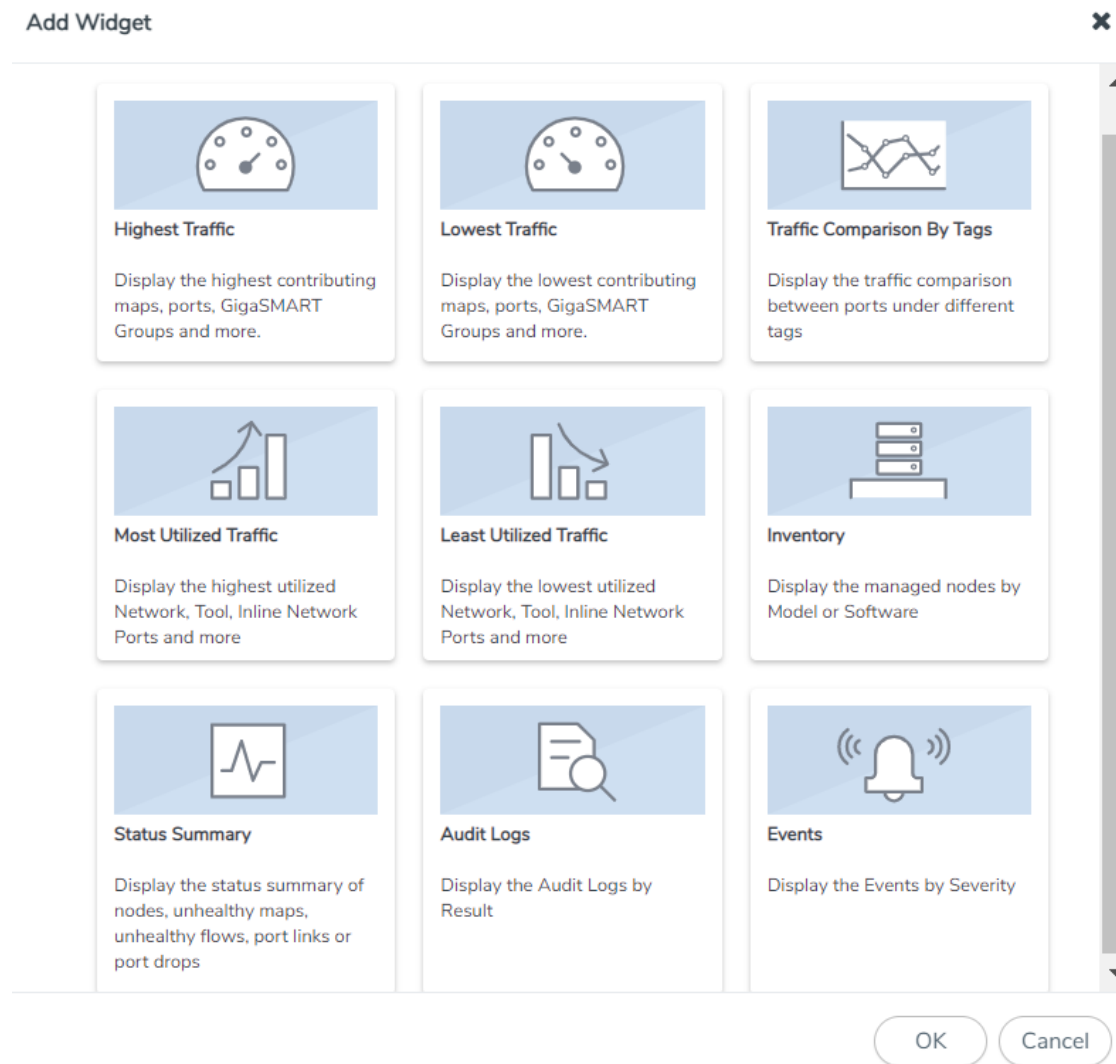 Add Widget
Highest Traffic
Display the highest contributing
maps, ports, GigaSMART
Groups and more.
Lowest Traffic
Display the lowest contributing
maps, ports, GigaSMART
Groups and more.
Traffic Comparison By Tags
Display the traffic comparison
between ports under different
tags
Most Utilized Traffic
Display the highest utilized
Network, Tool, Inline Network
Ports and more
Least Utilized Traffic
Display the lowest utilized
Network, Tool, Inline Network
Ports and more
Inventory
Display the managed nodes by
Model or Software
Status Summary
Display the status summary of
nodes, unhealthy maps,
unhealthy flows, port links or
port drops
Audit Logs
Display the Audit Logs by
Result
Events
Display the Events by Severity
OK
Cancel